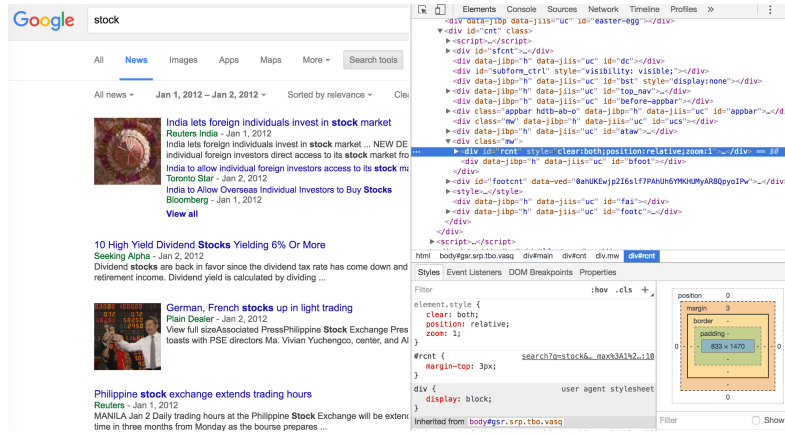 Google
stock
All News Images Apps Maps More Search tools
All news Jan 1, 2012 – Jan 2, 2012 Sorted by relevance Clea
India lets foreign individuals invest in stock market
Reuters India - Jan 1, 2012
India lets foreign individuals invest in stock market ... NEW DE
individual foreign investors direct access to its stock market fro
India to allow individual foreign investors access to its stock ma
Toronto Star - Jan 2, 2012
India to Allow Overseas Individual Investors to Buy Stocks
Bloomberg - Jan 1, 2012
View all
10 High Yield Dividend Stocks Yielding 6% Or More
Seeking Alpha - Jan 2, 2012
Dividend stocks are back in favor since the dividend tax rate has come down and
retirement income. Dividend yield is calculated by dividing ...
German, French stocks up in light trading
Plain Dealer - Jan 2, 2012
View full sizeAssociated PressPhilippine Stock Exchange Pres
toasts with PSE directors Ma. Vivian Yuchengco, center, and Al
Philippine stock exchange extends trading hours
Reuters - Jan 1, 2012
MANILA Jan 2 Daily trading hours at the Philippine Stock Exchange will be extend
time in three months from Monday as the bourse prepares ...
Elements Console Sources Network Timeline Profiles »
<div data-jibp="h" data-jiis="uc" id="easter-egg"></div>
▼<div id="cnt" class>
▶<script>…</script>
▶<div id="sfcnt">…</div>
<div data-jibp="h" data-jiis="uc" id="dc"></div>
<div id="subform_ctrl" style="visibility: visible;"></div>
<div data-jibp="h" data-jiis="uc" id="bst" style="display:none"></div>
▶<div data-jibp="h" data-jiis="uc" id="top_nav">…</div>
<div data-jibp="h" data-jiis="uc" id="before-appbar"></div>
▶<div class="appbar hdtb-ab-o" data-jibp="h" data-jiis="uc" id="appbar">…</d
<div class="mw" data-jibp="h" data-jiis="uc" id="ucs"></div>
▶<div data-jibp="h" data-jiis="uc" id="atаw">…</div>
▼<div class="mw">
… ▶<div id="rcnt" style="clear:both;position:relative;zoom:1">…</div> == $0
<div data-jibp="h" data-jiis="uc" id="bfot"></div>
</div>
▶<div id="footcnt" data-ved="0ahUKEwjp2I6slf7PAhUh6YMKHUMyAR8QpyoIPw">…</div>
▶<style>…</style>
<div data-jibp="h" data-jiis="uc" id="fai"></div>
▶<div data-jibp="h" data-jiis="uc" id="footc">…</div>
</div>
</div>
▶<script>…</script>
html body#gsr.srp.tbo.vasq div#main div#cnt div.mw div#rcnt
Styles Event Listeners DOM Breakpoints Properties
Filter :hov .cls +
element.style {
clear: both;
position: relative;
zoom: 1;
}
#rcnt { search?q=stock&… max%3A1%2…:10
margin-top: 3px;
}
div { user agent stylesheet
display: block;
}
Inherited from body#gsr.srp.tbo.vasq
position 0
margin 3
border -
padding -
0 - - - 833 × 1470 - - - 0
-
-
-
0
Filter Show